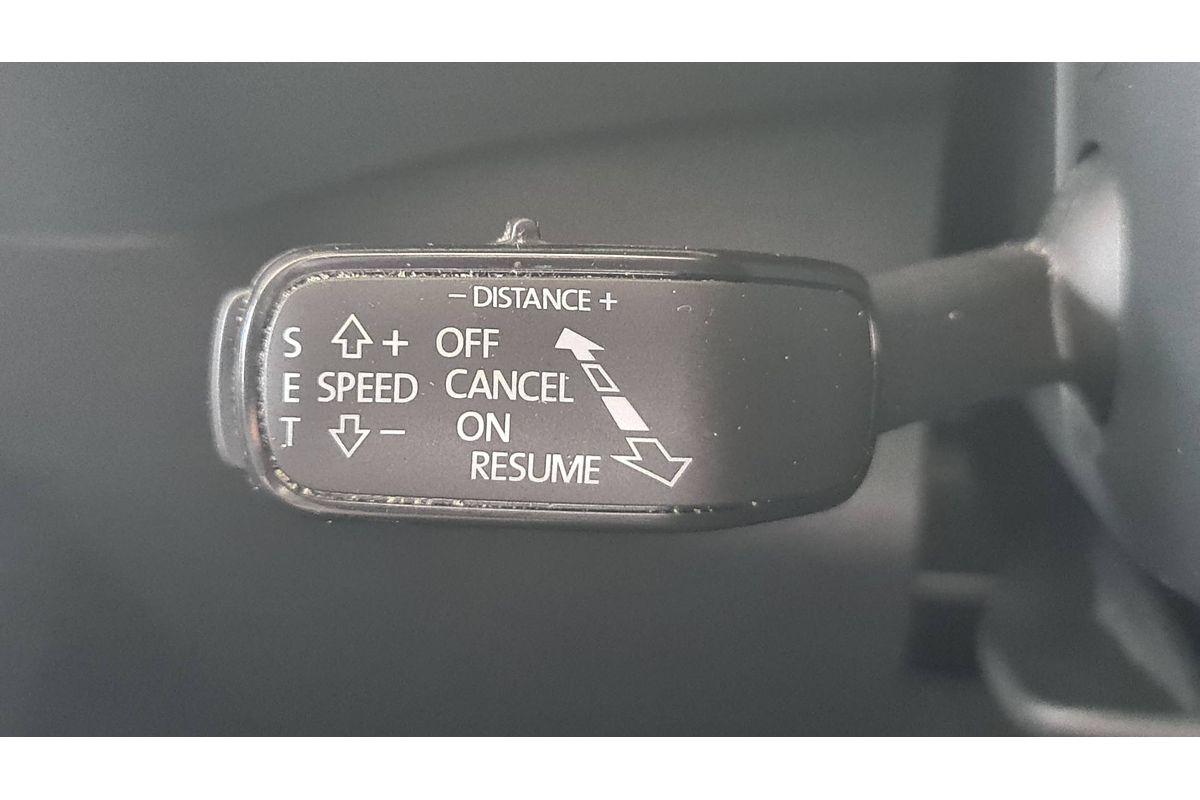 − DISTANCE +
S + OFF
E SPEED CANCEL
T − ON
RESUME